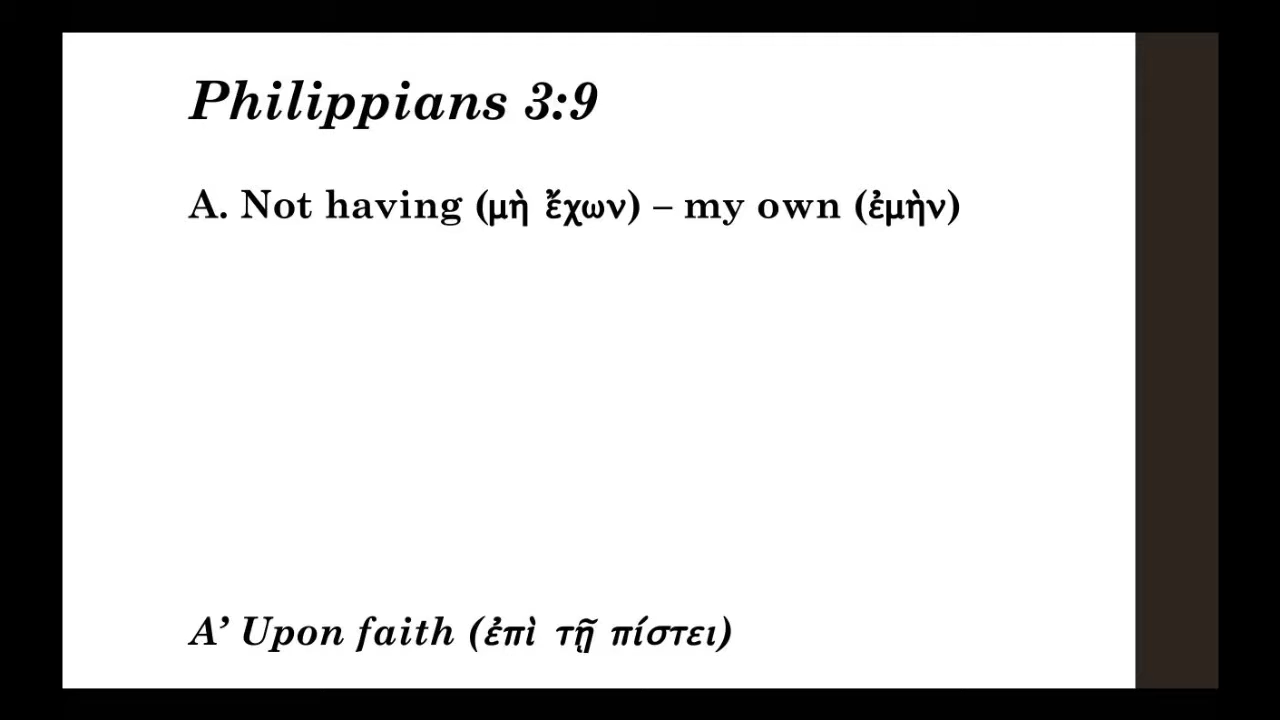 Philippians 3:9
A. Not having (μὴ ἔχων) – my own (ἐμὴν)
A’ Upon faith (ἐπὶ τῇ πίστει)